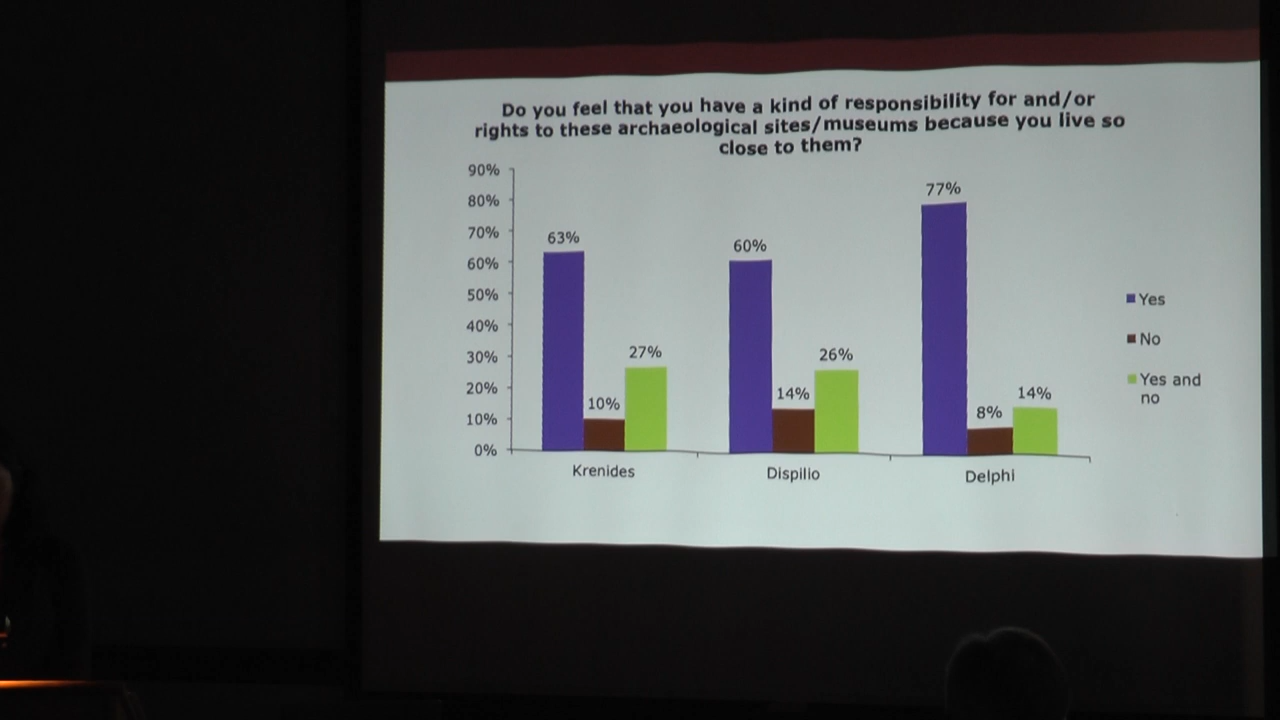 Do you feel that you have a kind of responsibility for and/or
rights to these archaeological sites/museums because you live so
close to them?
90%
80%
70%
60%
50%
40%
30%
20%
10%
0%
63%
10%
27%
60%
14%
26%
77%
8%
14%
Krenides
Dispilio
Delphi
Yes
No
Yes and
no